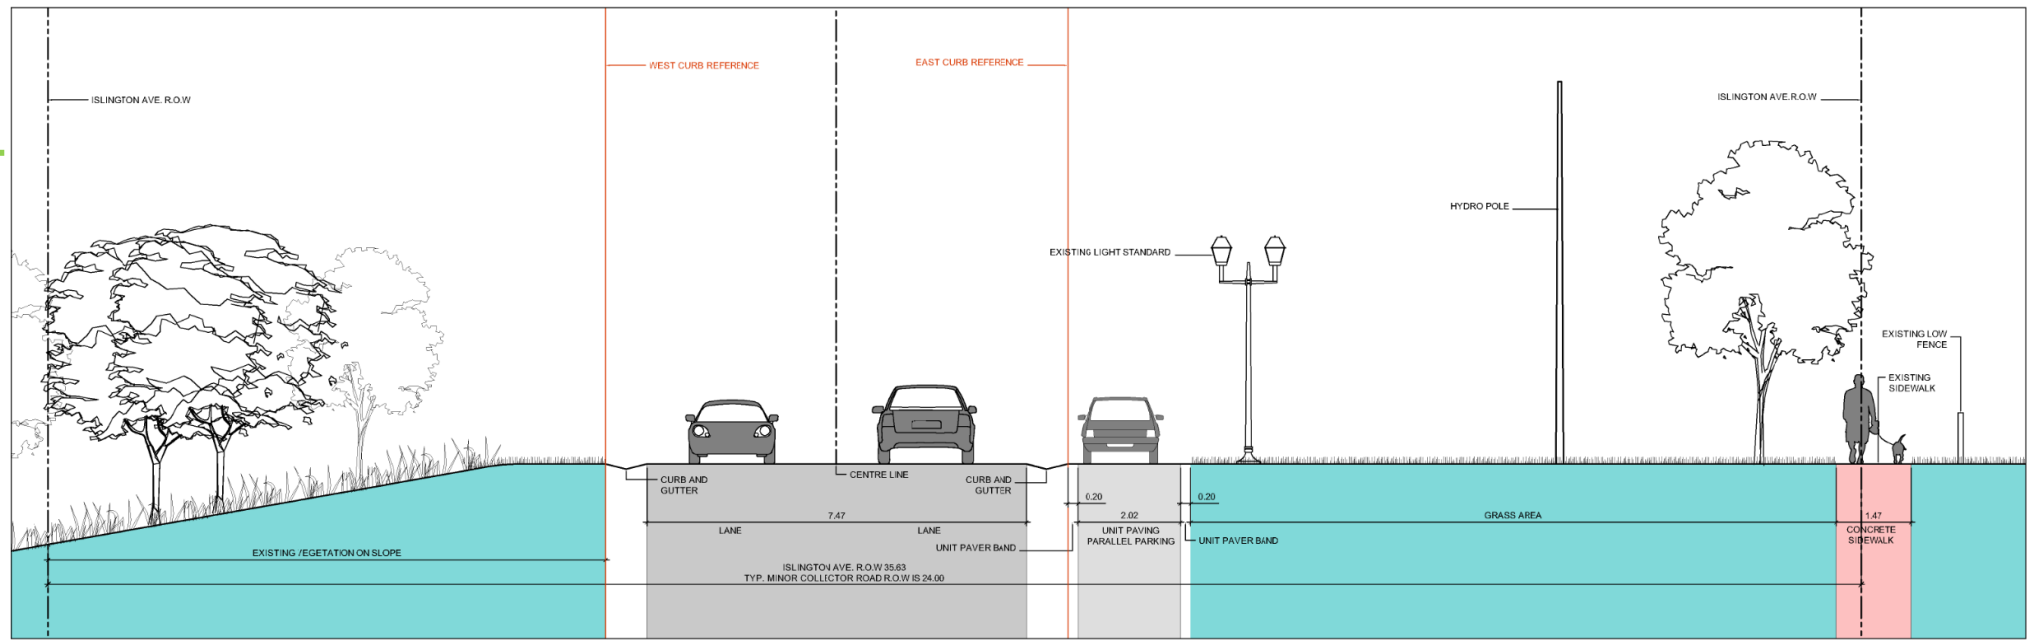 WEST CURB REFERENCE
EAST CURB REFERENCE
ISLINGTON AVE. R.O.W
ISLINGTON AVE.R.O.W
HYDRO POLE
EXISTING LIGHT STANDARD
EXISTING LOW
FENCE
EXISTING
SIDEWALK
CURB AND
GUTTER
CENTRE LINE
CURB AND
GUTTER
0.20
0.20
7.47
LANE
LANE
2.02
UNIT PAVING
PARALLEL PARKING
UNIT PAVER BAND
UNIT PAVER BAND
GRASS AREA
1.47
CONCRETE
SIDEWALK
EXISTING /EGETATION ON SLOPE
ISLINGTON AVE. R.O.W 35.63
TYP. MINOR COLLECTOR ROAD R.O.W IS 24.00